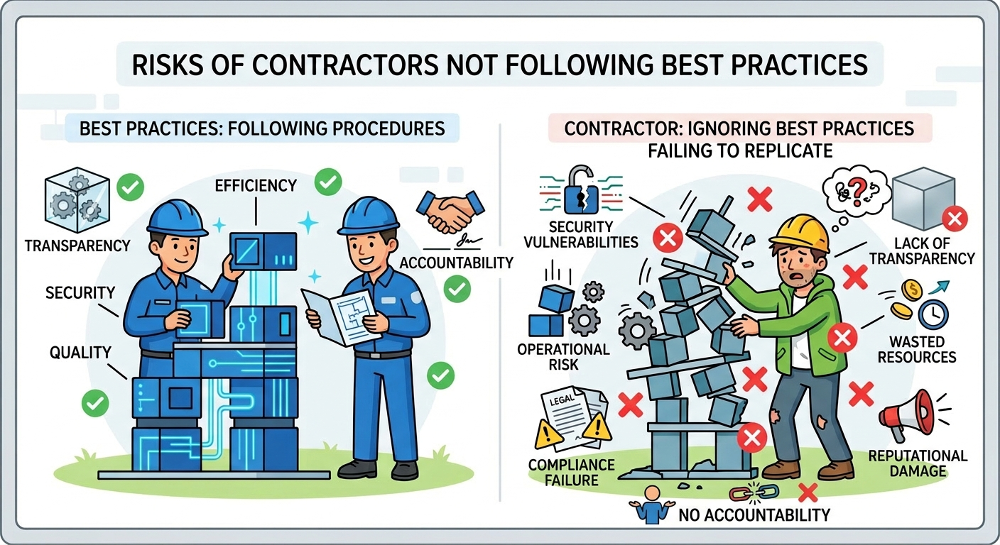 RISKS OF CONTRACTORS NOT FOLLOWING BEST PRACTICES
BEST PRACTICES: FOLLOWING PROCEDURES
TRANSPARENCY
EFFICIENCY
ACCOUNTABILITY
SECURITY
QUALITY
CONTRACTOR: IGNORING BEST PRACTICES
FAILING TO REPLICATE
SECURITY
VULNERABILITIES
?
LACK OF
TRANSPARENCY
OPERATIONAL
RISK
$
WASTED
RESOURCES
LEGAL
COMPLIANCE
FAILURE
REPUTATIONAL
DAMAGE
NO ACCOUNTABILITY